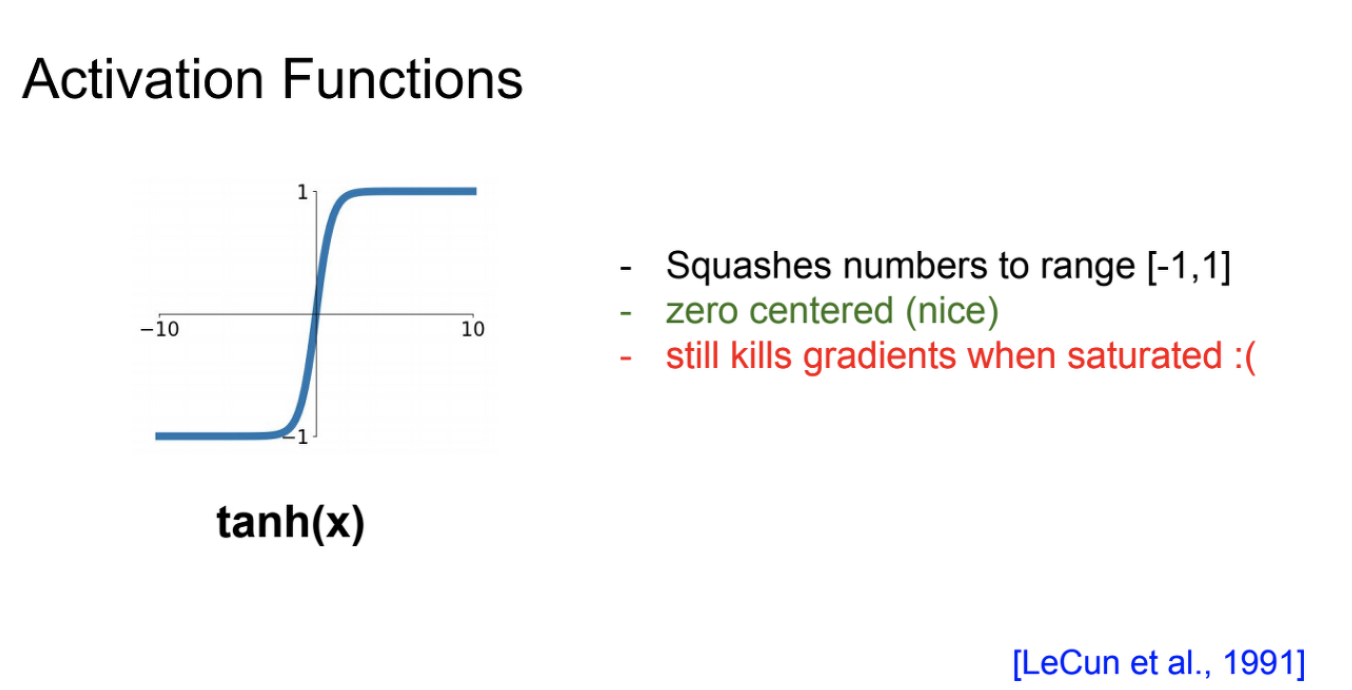 Activation Functions
1
−10
10
−1
tanh(x)
- Squashes numbers to range [-1,1]
- zero centered (nice)
- still kills gradients when saturated :(
[LeCun et al., 1991]